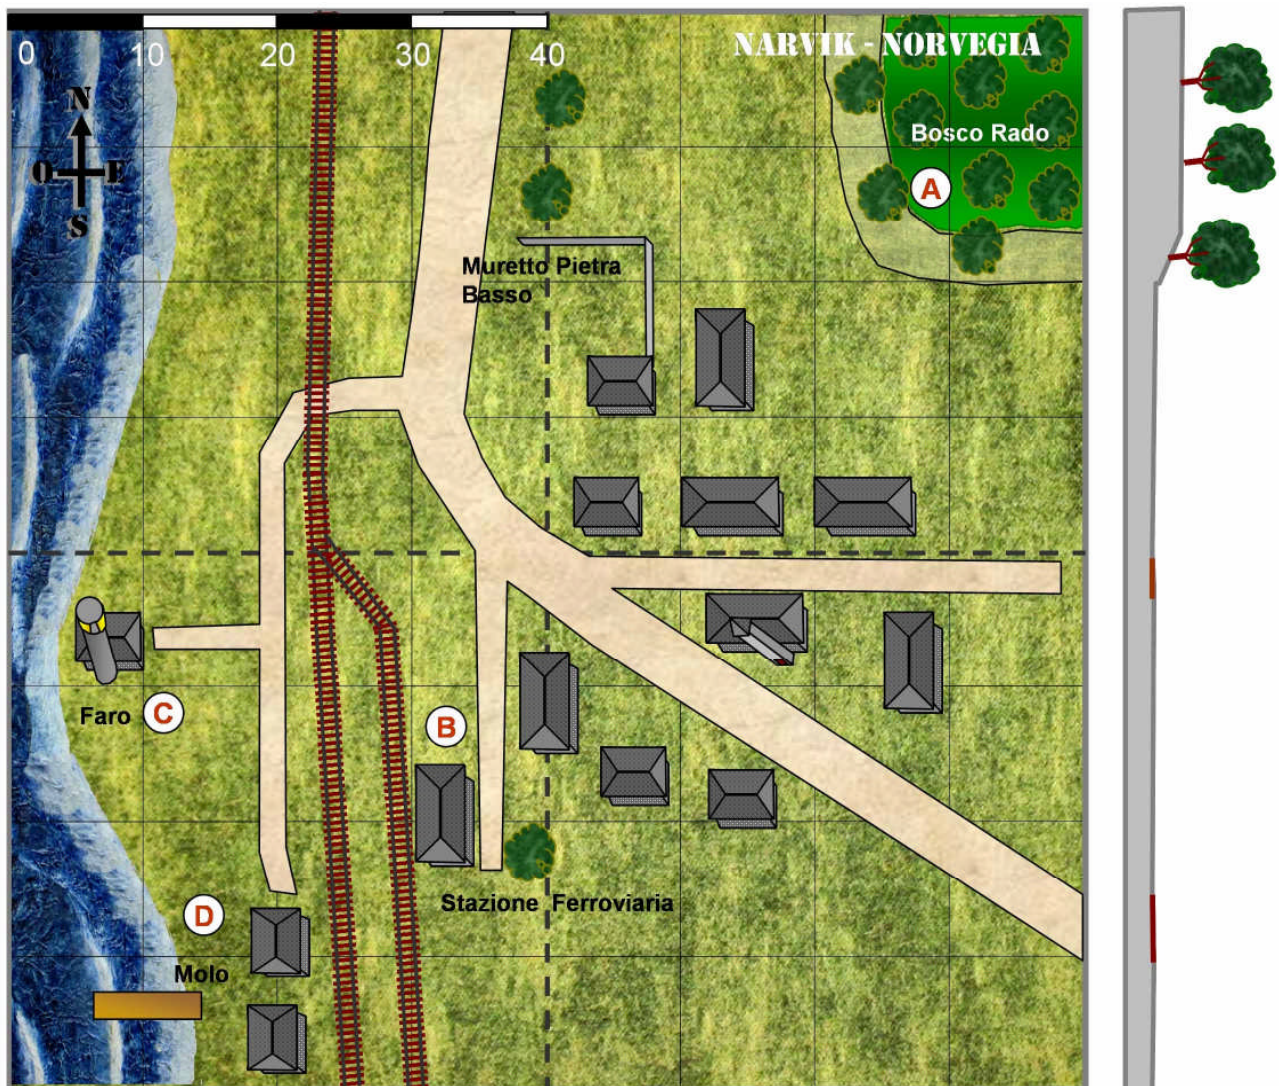 0 10 20 30 40
NARVIK - NORVEGIA
N
O E
S
Bosco Rado
A
Muretto Pietra
Basso
Faro C
B
D
Stazione Ferroviaria
Molo